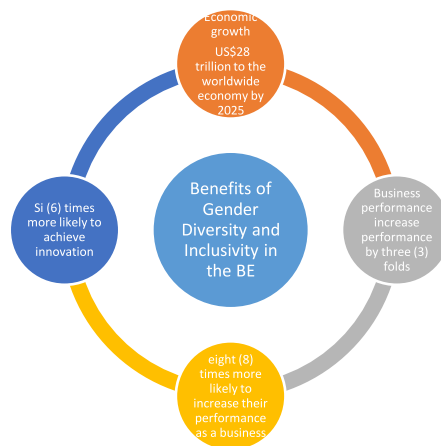 Economic
growth
US$28
trillion to the
worldwide
economy by
2025
Benefits of
Gender
Diversity and
Inclusivity in
the BE
Business
performance
increase
performance
by three (3)
folds
eight (8)
times more
likely to
increase their
performance
as a business
Si (6) times
more likely to
achieve
innovation